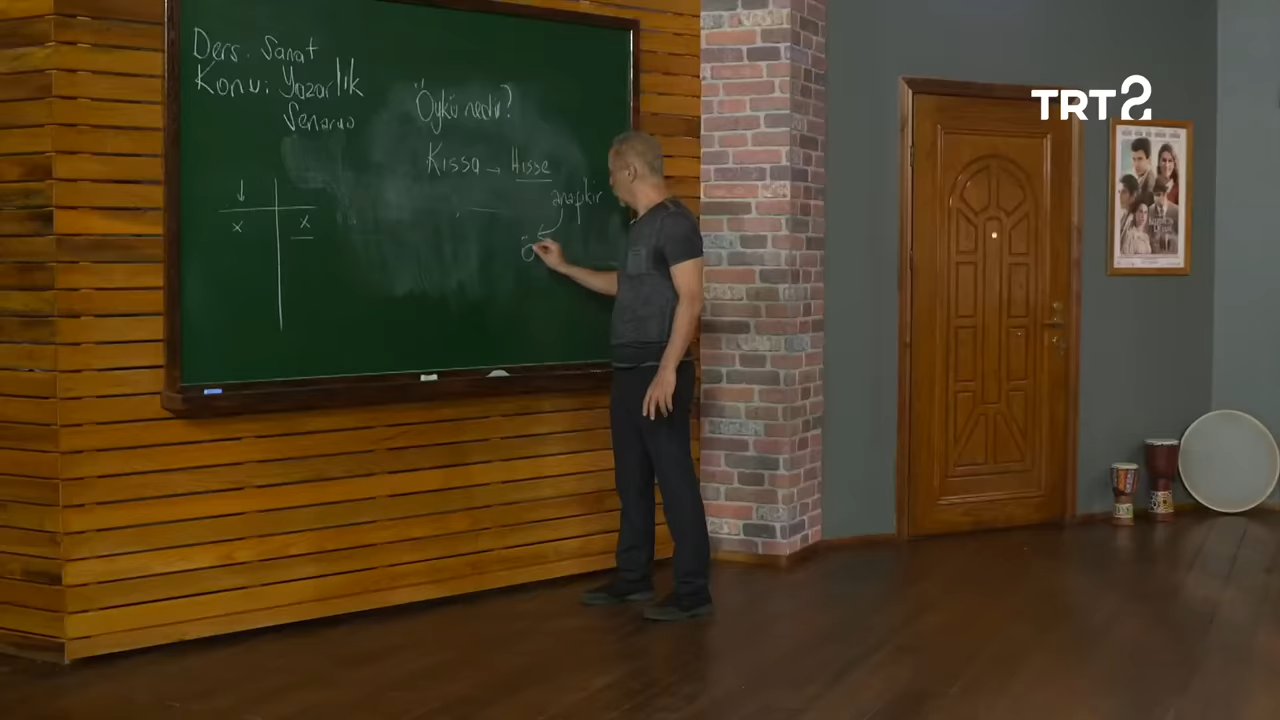 Ders: Sanat
Konu: Yazarlık
Senaryo
Öykü nedir?
Kıssa → Hisse
anafikir
x
x
Ö
TRT2